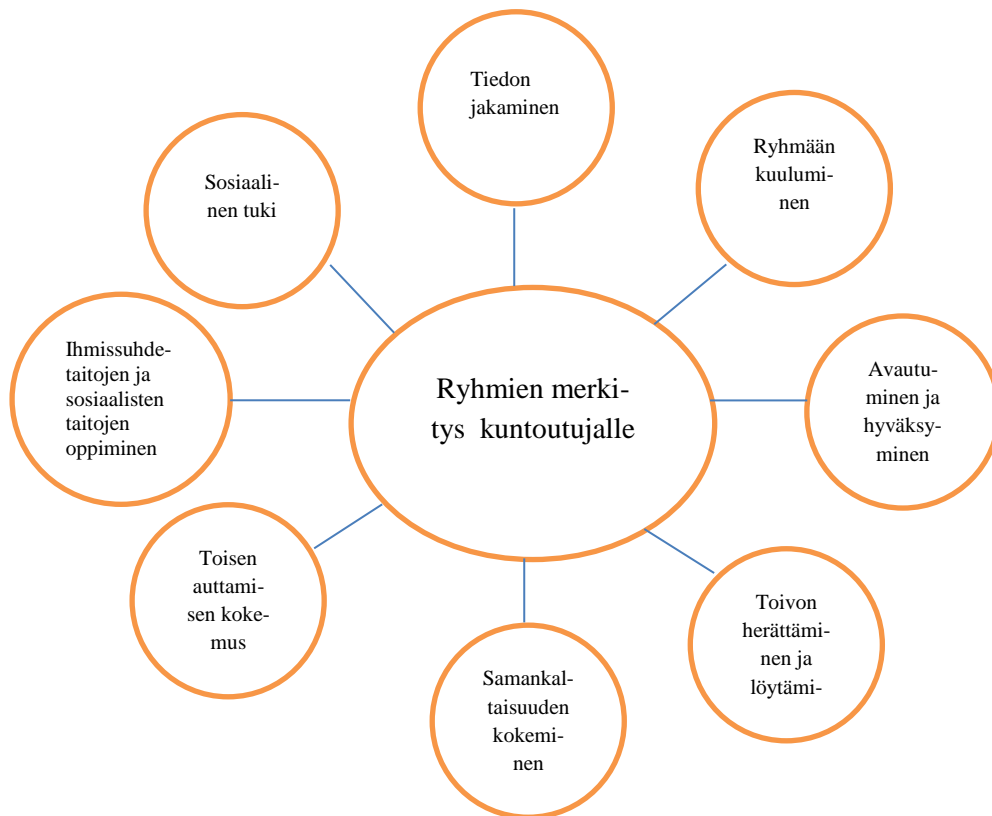 Tiedon
jakaminen
Ryhmään
kuulumi-
nen
Sosiaali-
nen tuki
Ihmissuhde-
taitojen ja
sosiaalisten
taitojen
oppiminen
Ryhmien merki-
tys kuntoutujalle
Avautu-
minen ja
hyväksy-
minen
Toisen
auttami-
sen koke-
mus
Toivon
herättämi-
nen ja
löytämi-
Samankal-
taisuuden
kokemi-
nen